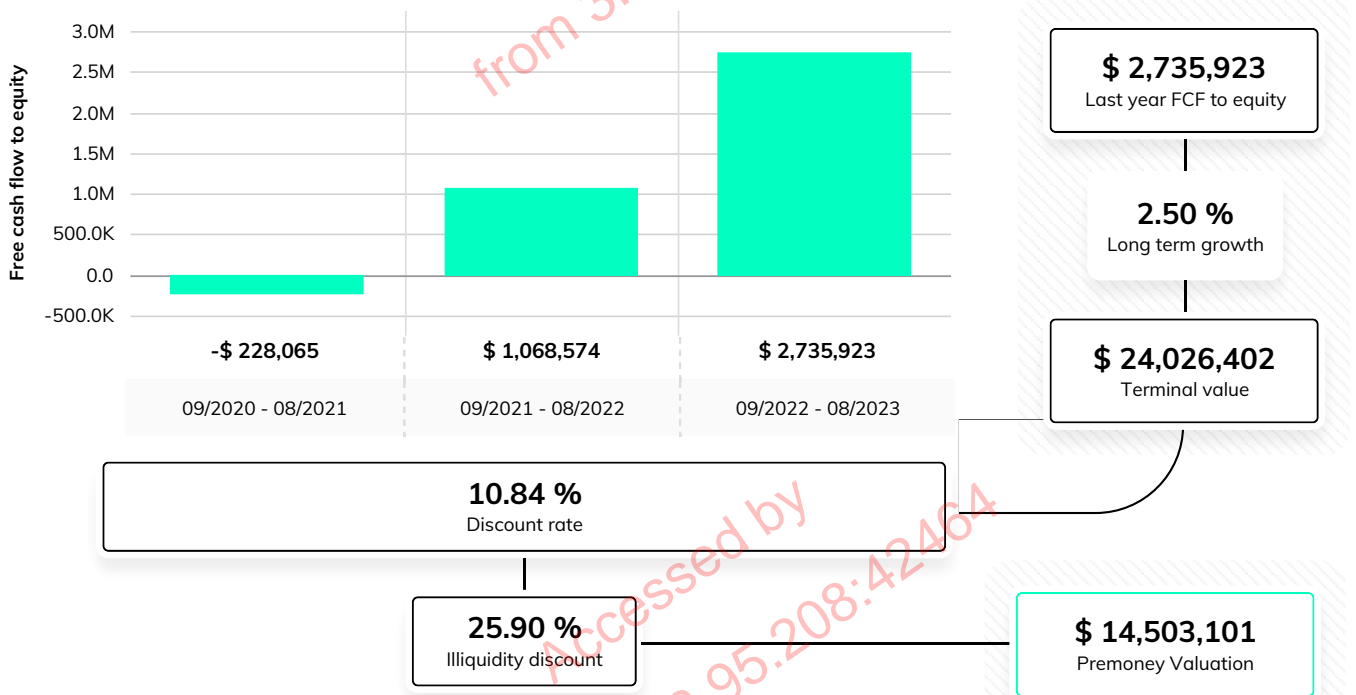 Free cash flow to equity
3.0M
2.5M
2.0M
1.5M
1.0M
500.0K
0.0
-500.0K
-$ 228,065
$ 1,068,574
$ 2,735,923
09/2020 - 08/2021
09/2021 - 08/2022
09/2022 - 08/2023
$ 2,735,923
Last year FCF to equity
2.50 %
Long term growth
$ 24,026,402
Terminal value
10.84 %
Discount rate
25.90 %
Illiquidity discount
$ 14,503,101
Premoney Valuation
from
Accessed by
95.208:42464